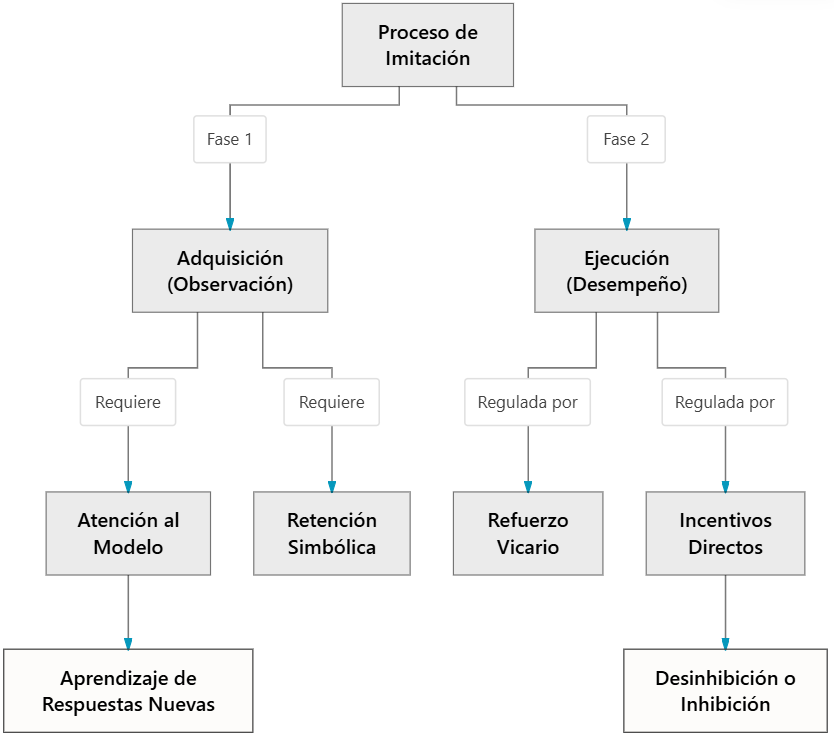 Proceso de
Imitación
Fase 1
Fase 2
Adquisición
(Observación)
Ejecución
(Desempeño)
Requiere
Requiere
Regulada por
Regulada por
Atención al
Modelo
Retención
Simbólica
Refuerzo
Vicario
Incentivos
Directos
Aprendizaje de
Respuestas Nuevas
Desinhibición o
Inhibición